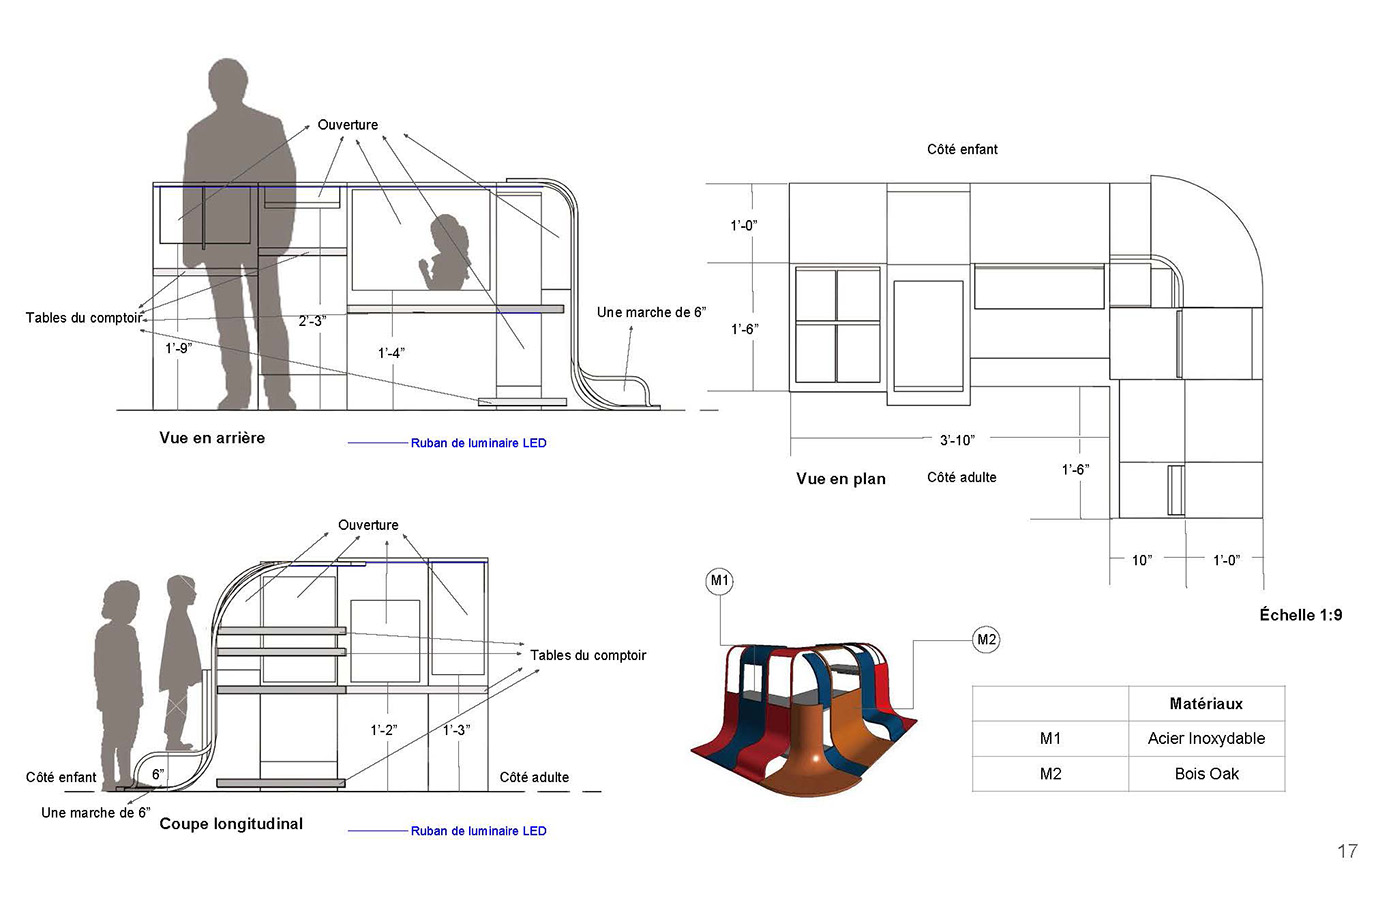 Ouverture
Tables du comptoir
1’-9”
2’-3”
1’-4”
Une marche de 6”
Vue en arrière
Ruban de luminaire LED
Côté enfant
1’-0”
1’-6”
3’-10”
Vue en plan
Côté adulte
1’-6”
10”
1’-0”
Échelle 1:9
Ouverture
Tables du comptoir
1’-2”
1’-3”
Côté enfant
6”
Côté adulte
Une marche de 6”
Coupe longitudinal
Ruban de luminaire LED
M1
M2
Matériaux
M1 Acier Inoxydable
M2 Bois Oak
17